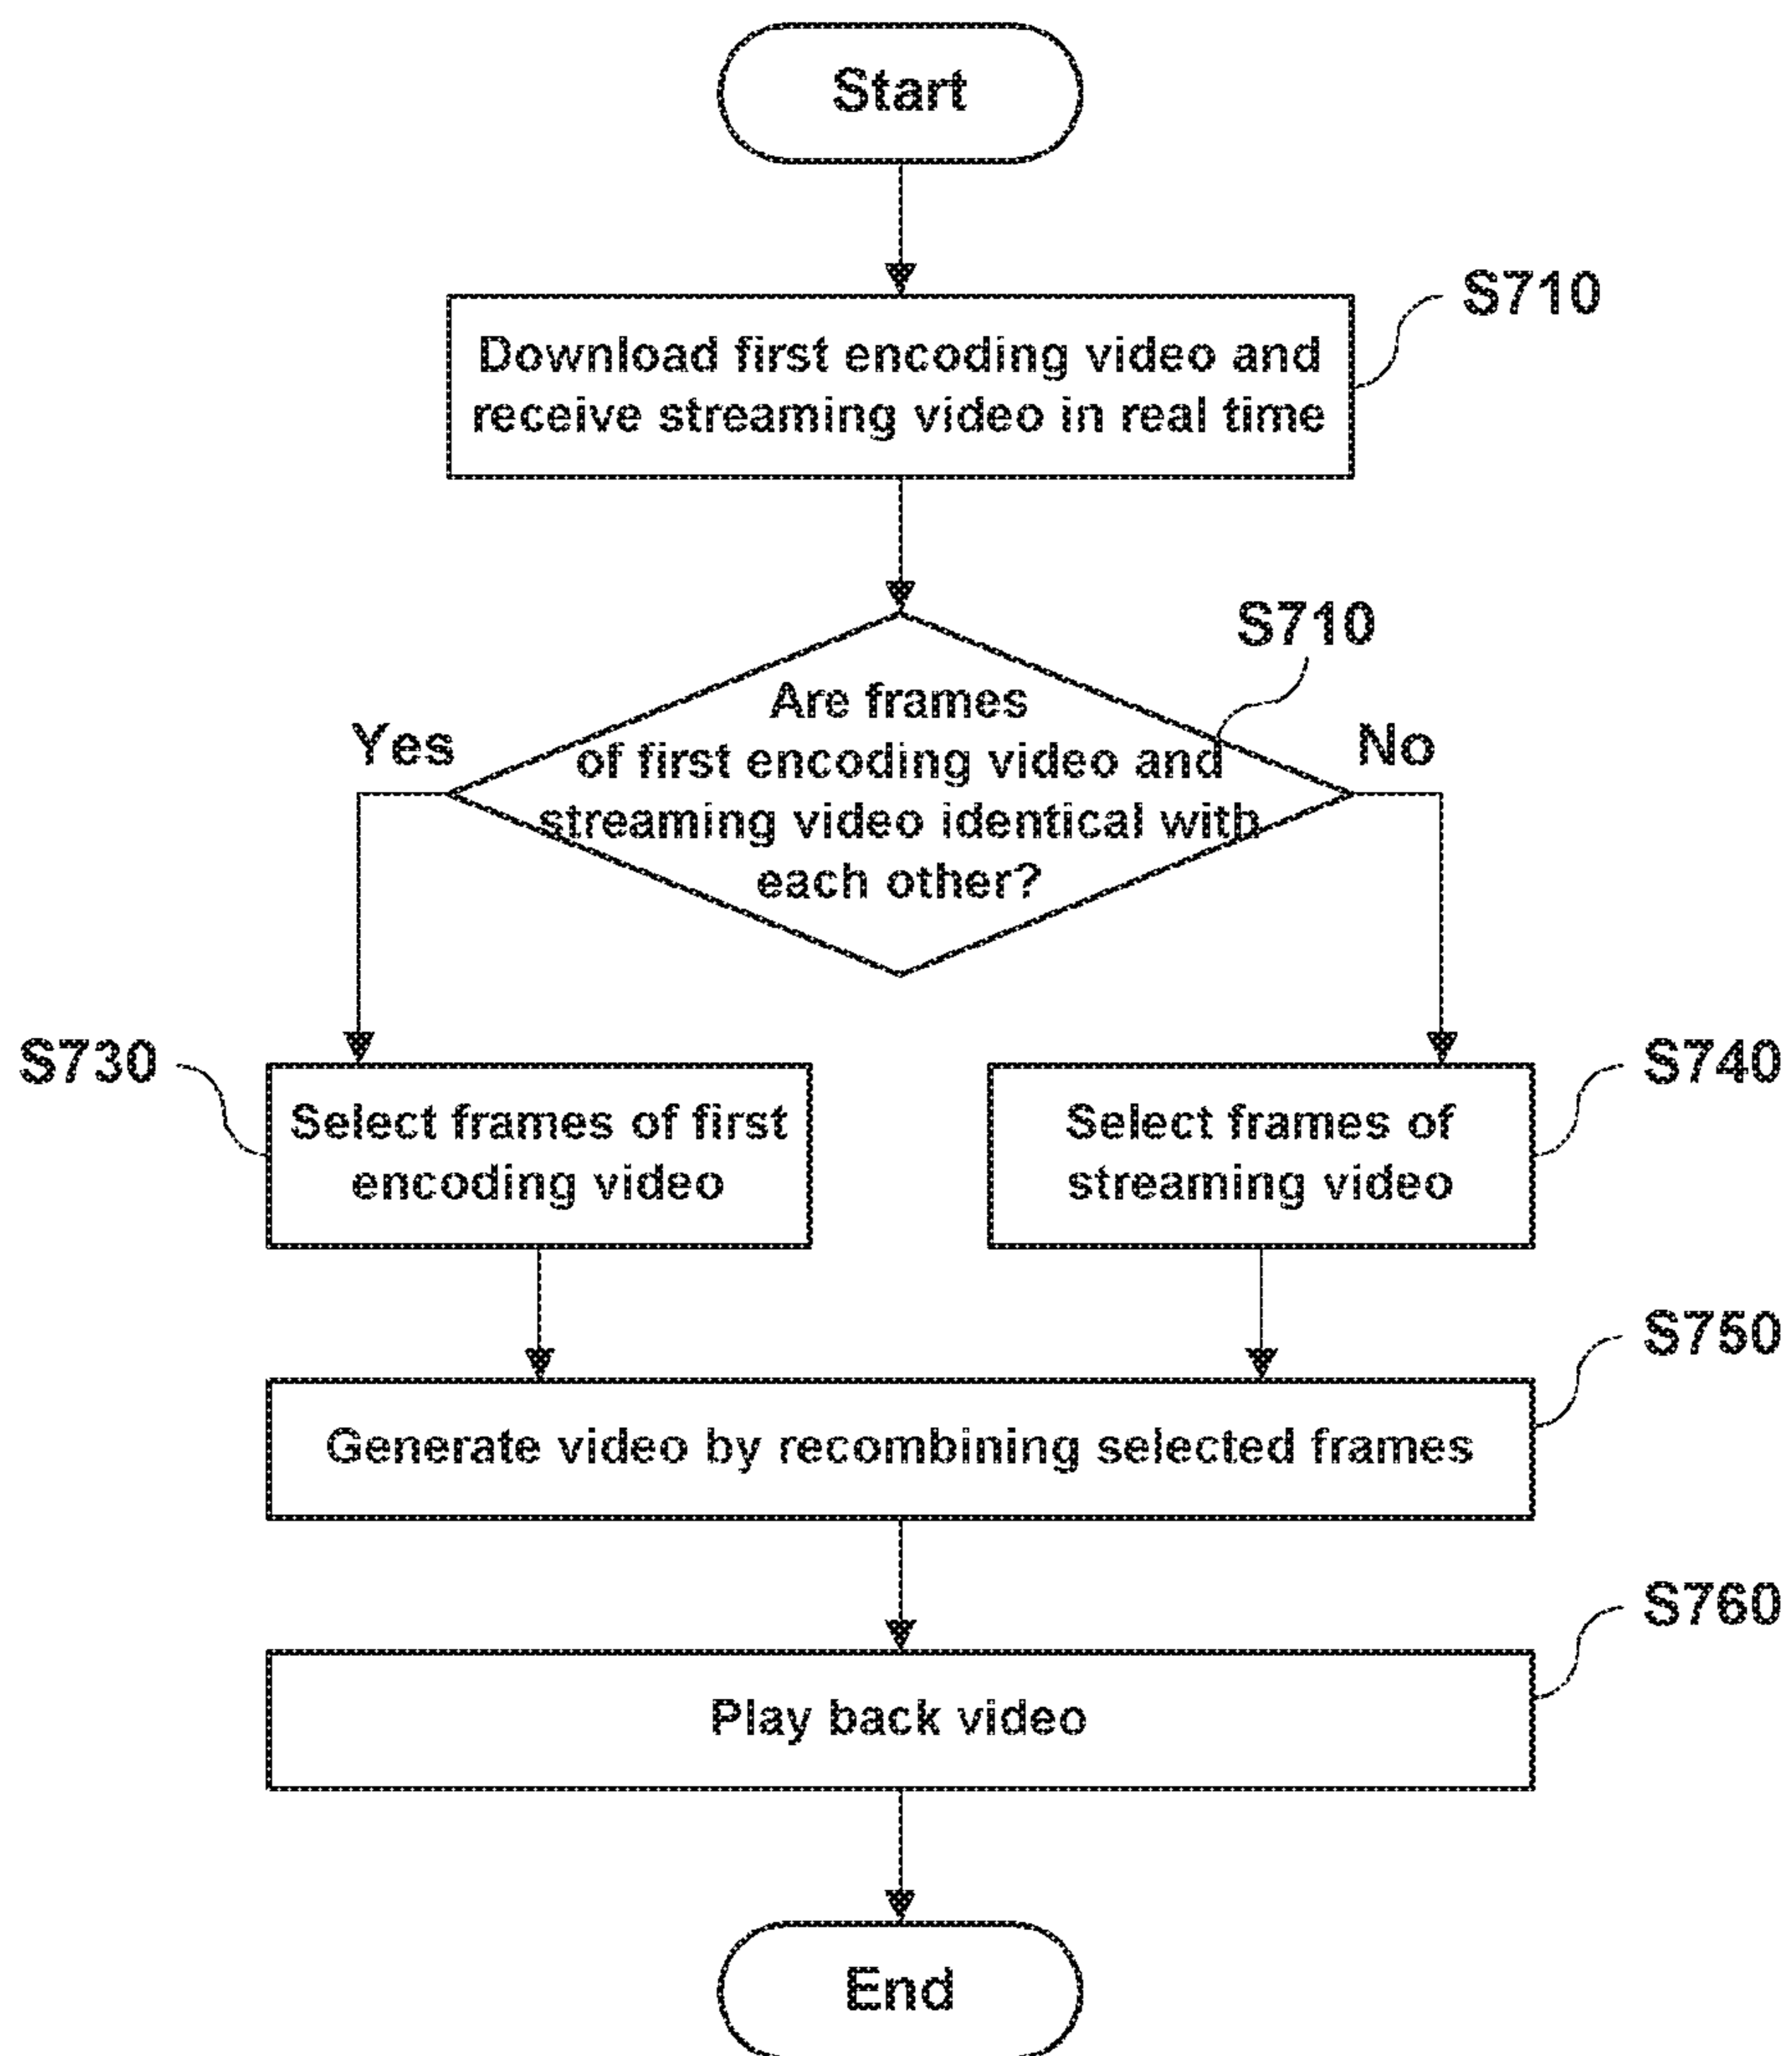 Start
S710
Download first encoding video and
receive streaming video in real time
S710
Are frames
of first encoding video and
streaming video identical with
each other?
Yes
No
S730
Select frames of first
encoding video
S740
Select frames of
streaming video
S750
Generate video by recombining selected frames
S760
Play back video
End